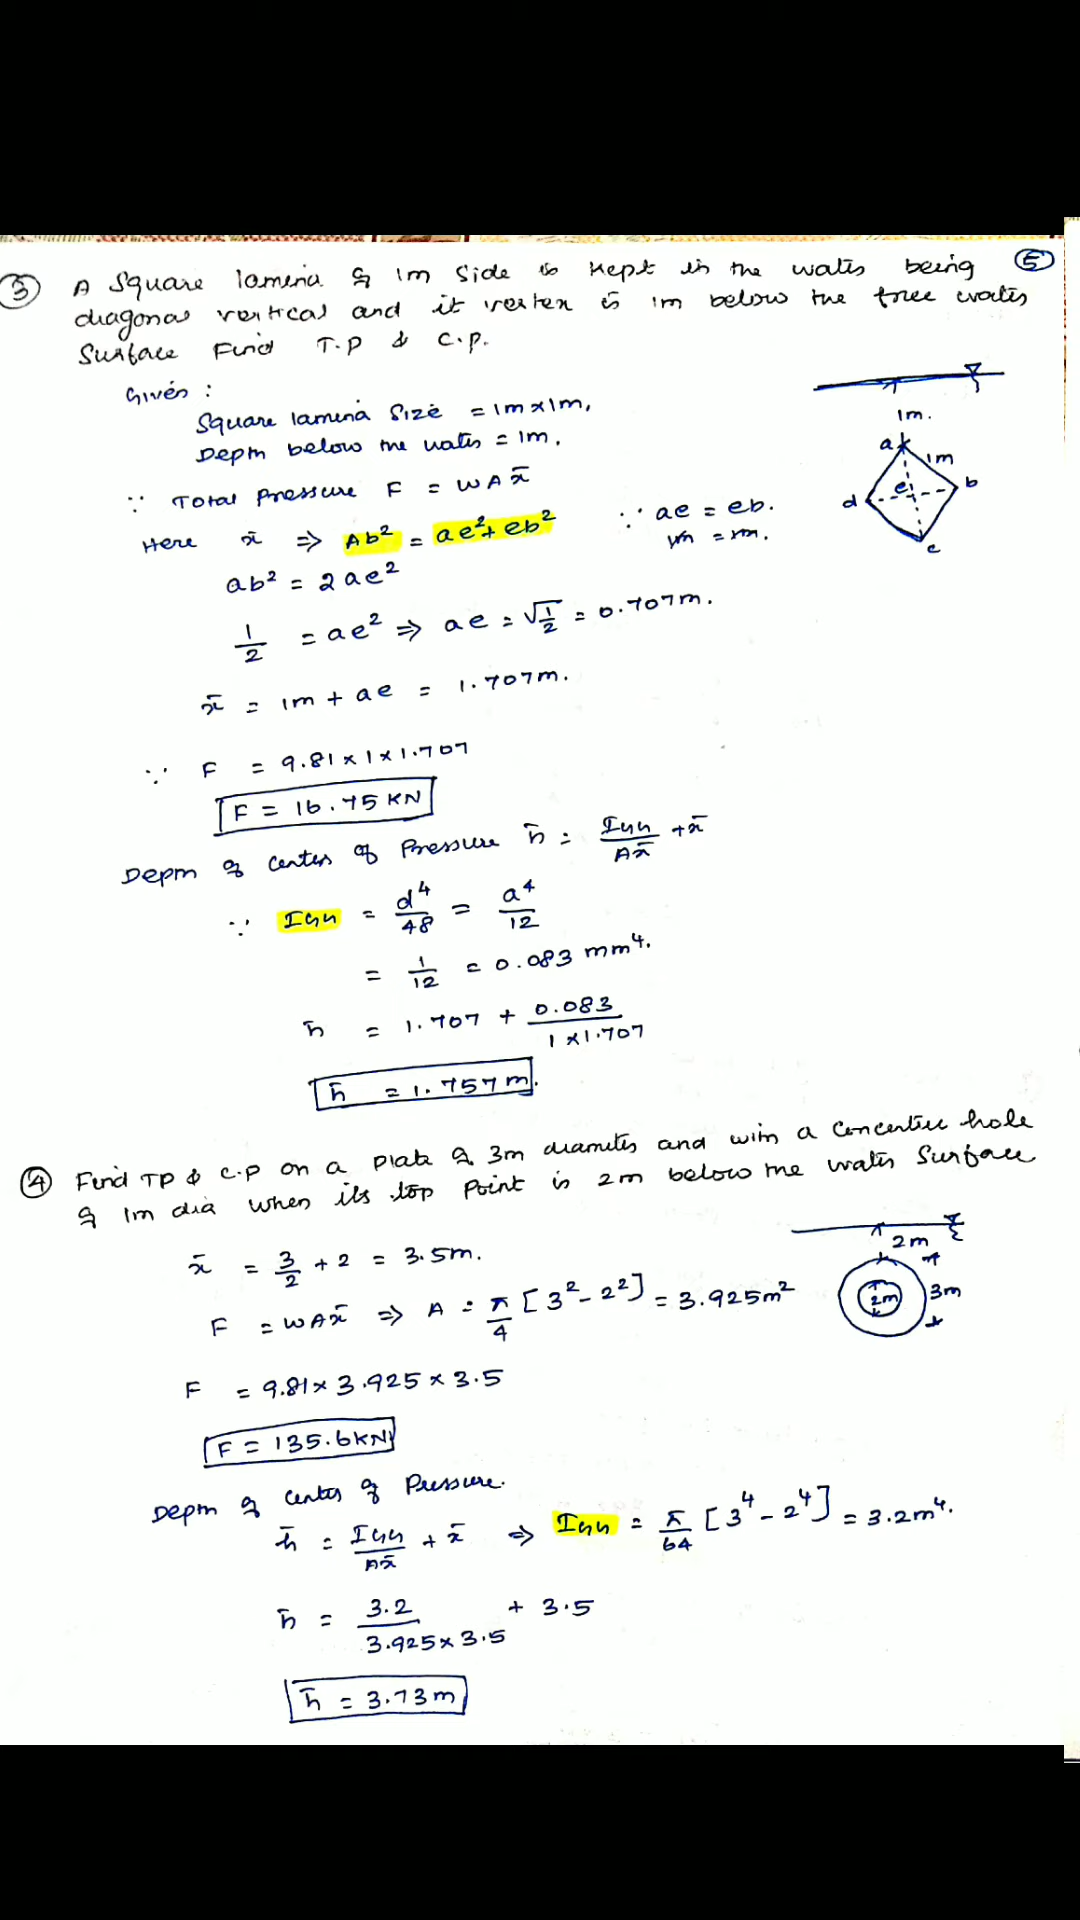 ③ A Square lamina of 1m side is kept in the water being ⑤
diagonal vertical and it vertex is 1m below the free water
Surface Find T.P & C.P.
Given :
Square lamina Size = 1m x 1m,
Depth below the water = 1m.
1m.
a
1m
b
e
d
c
∵ Total Pressure F = WAx̄
Here x̄ ⇒ Ab² = ae² + eb² ∵ ae = eb.
ab² = 2ae²
1/2 = ae² ⇒ ae = √1/2 = 0.707m.
x̄ = 1m + ae = 1.707m.
∵ F = 9.81 x 1 x 1.707
F = 16.75 KN
Depth of Center of Pressure h̄ = IGG/Ax̄ + x̄
∵ IGG = d⁴/48 = a⁴/12
= 1/12 = 0.083 mm⁴.
h̄ = 1.707 + 0.083/1 x 1.707
h̄ = 1.757m.
④ Find TP & C.P on a plate of 3m diameter and with a concentric hole
of 1m dia when its top Point is 2m below the water Surface
2m
2m
3m
x̄ = 3/2 + 2 = 3.5m.
F = WAx̄ ⇒ A = π/4 [3² - 2²] = 3.925m²
F = 9.81 x 3.925 x 3.5
F = 135.6KN
Depth of Center of Pressure.
h̄ = IGG/Ax̄ + x̄ ⇒ IGG = π/64 [3⁴ - 2⁴] = 3.2m⁴.
h̄ = 3.2/3.925 x 3.5 + 3.5
h̄ = 3.73m